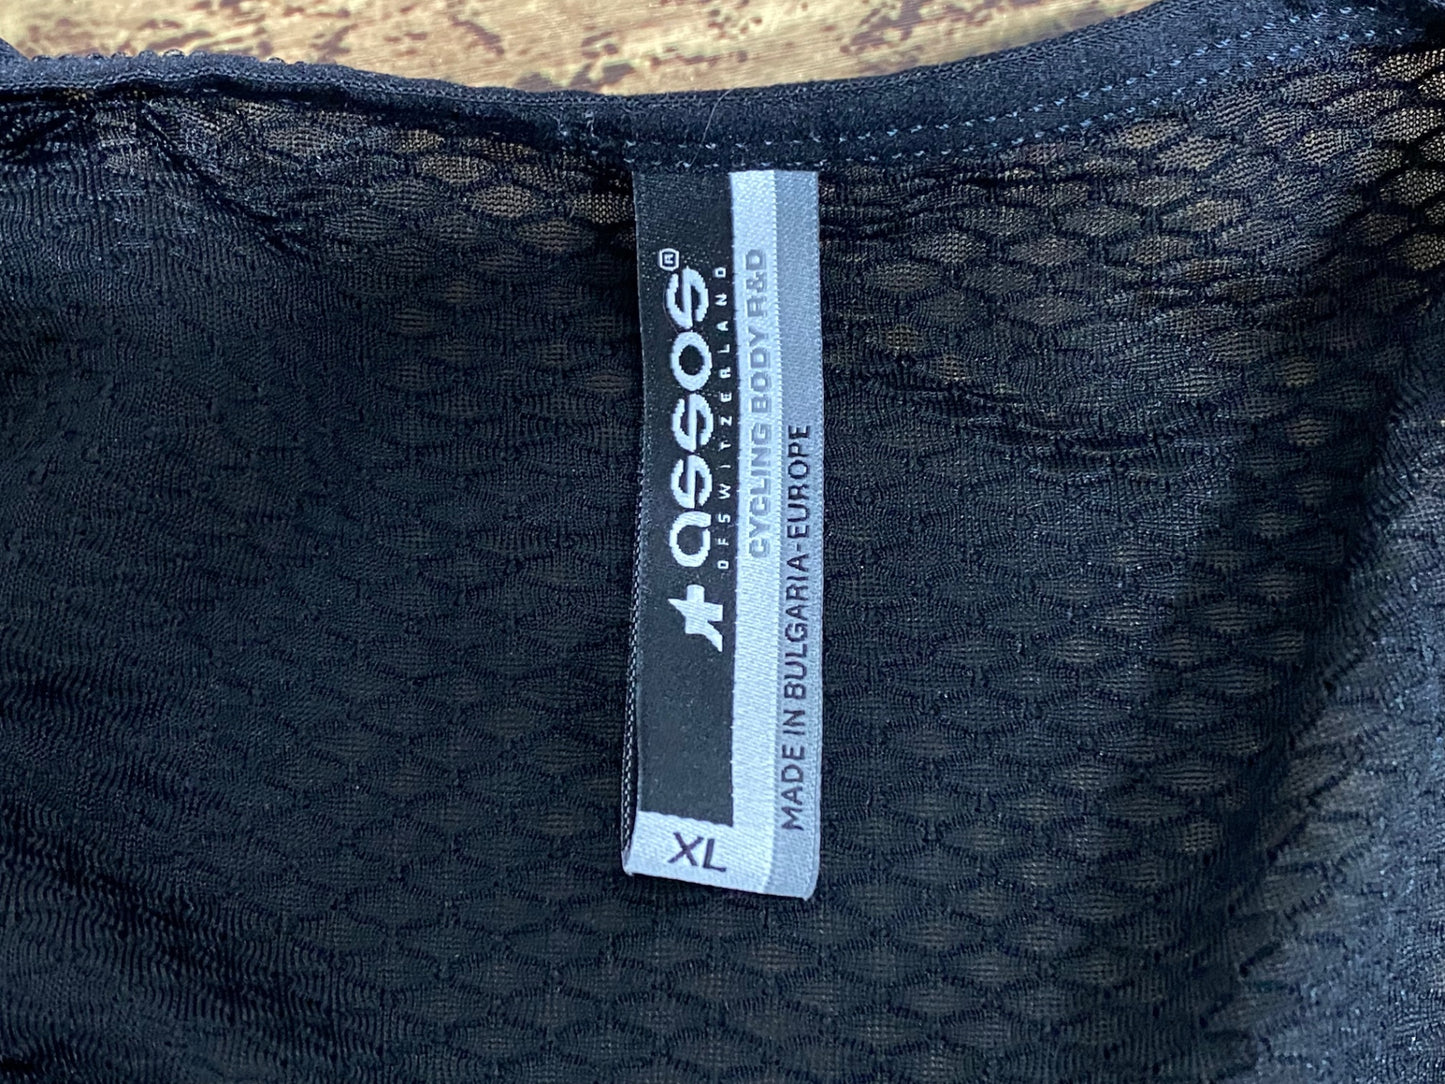 assos®
OF SWITZERLAND
CYCLING BODY R&D
MADE IN BULGARIA-EUROPE
XL